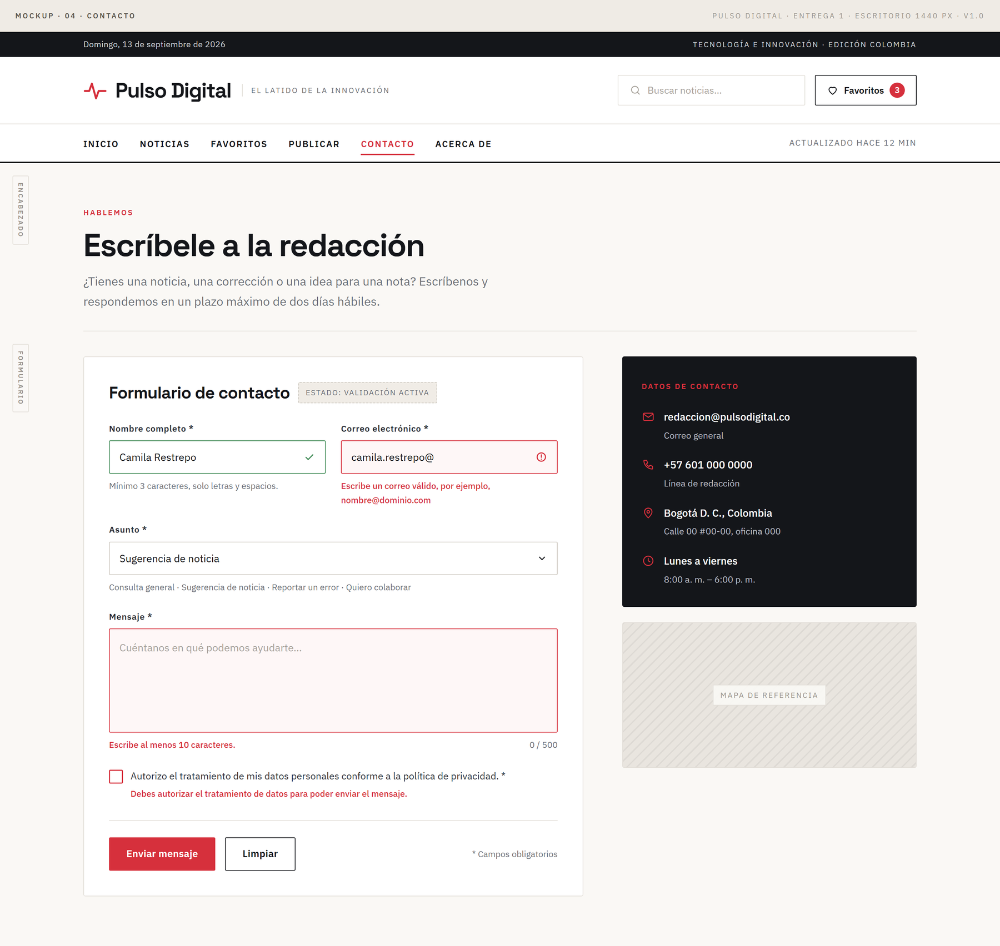 MOCKUP · 04 · CONTACTO
PULSO DIGITAL · ENTREGA 1 · ESCRITORIO 1440 PX · V1.0
Domingo, 13 de septiembre de 2026
TECNOLOGÍA E INNOVACIÓN · EDICIÓN COLOMBIA
Pulso Digital
EL LATIDO DE LA INNOVACIÓN
Buscar noticias...
Favoritos 3
INICIO
NOTICIAS
FAVORITOS
PUBLICAR
CONTACTO
ACERCA DE
ACTUALIZADO HACE 12 MIN
ENCABEZADO
HABLEMOS
Escríbele a la redacción
¿Tienes una noticia, una corrección o una idea para una nota? Escríbenos y
respondemos en un plazo máximo de dos días hábiles.
FORMULARIO
Formulario de contacto
ESTADO: VALIDACIÓN ACTIVA
Nombre completo *
Camila Restrepo
Mínimo 3 caracteres, solo letras y espacios.
Correo electrónico *
camila.restrepo@
Escribe un correo válido, por ejemplo,
nombre@dominio.com
Asunto *
Sugerencia de noticia
Consulta general · Sugerencia de noticia · Reportar un error · Quiero colaborar
Mensaje *
Cuéntanos en qué podemos ayudarte...
Escribe al menos 10 caracteres.
0 / 500
Autorizo el tratamiento de mis datos personales conforme a la política de privacidad. *
Debes autorizar el tratamiento de datos para poder enviar el mensaje.
Enviar mensaje
Limpiar
* Campos obligatorios
DATOS DE CONTACTO
redaccion@pulsodigital.co
Correo general
+57 601 000 0000
Línea de redacción
Bogotá D. C., Colombia
Calle 00 #00-00, oficina 000
Lunes a viernes
8:00 a. m. – 6:00 p. m.
MAPA DE REFERENCIA